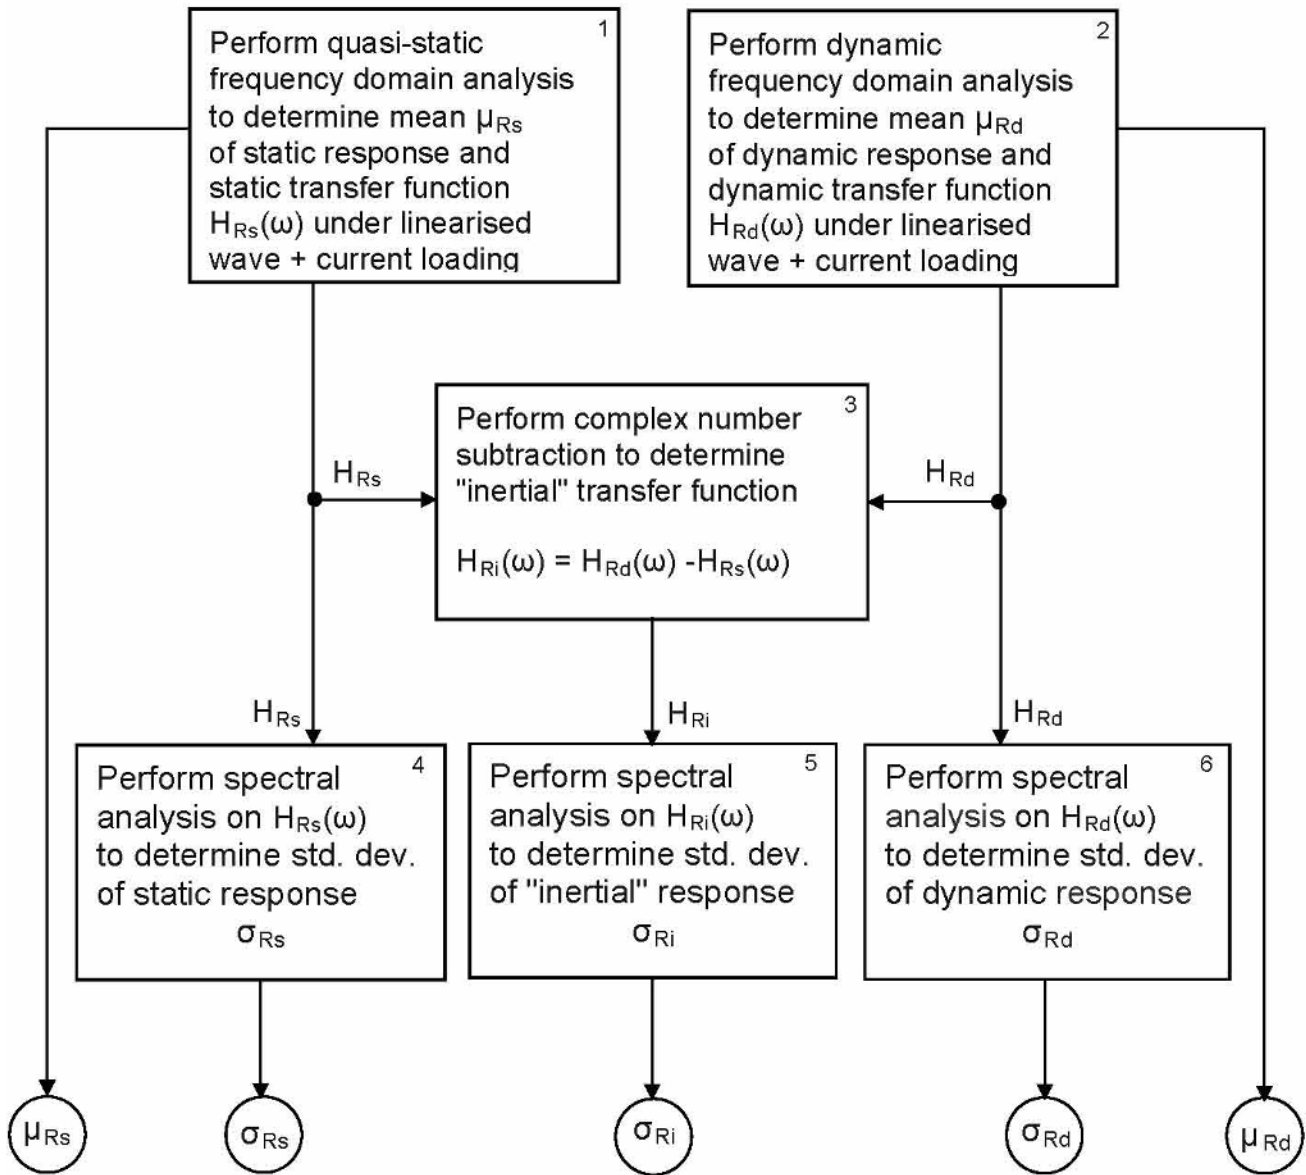 1
Perform quasi-static
frequency domain analysis
to determine mean μRs
of static response and
static transfer function
HRs(ω) under linearised
wave + current loading
2
Perform dynamic
frequency domain analysis
to determine mean μRd
of dynamic response and
dynamic transfer function
HRd(ω) under linearised
wave + current loading
3
Perform complex number
subtraction to determine
"inertial" transfer function
HRi(ω) = HRd(ω) -HRs(ω)
HRs
HRd
HRs
HRi
HRd
4
Perform spectral
analysis on HRs(ω)
to determine std. dev.
of static response
σRs
5
Perform spectral
analysis on HRi(ω)
to determine std. dev.
of "inertial" response
σRi
6
Perform spectral
analysis on HRd(ω)
to determine std. dev.
of dynamic response
σRd
μRs
σRs
σRi
σRd
μRd